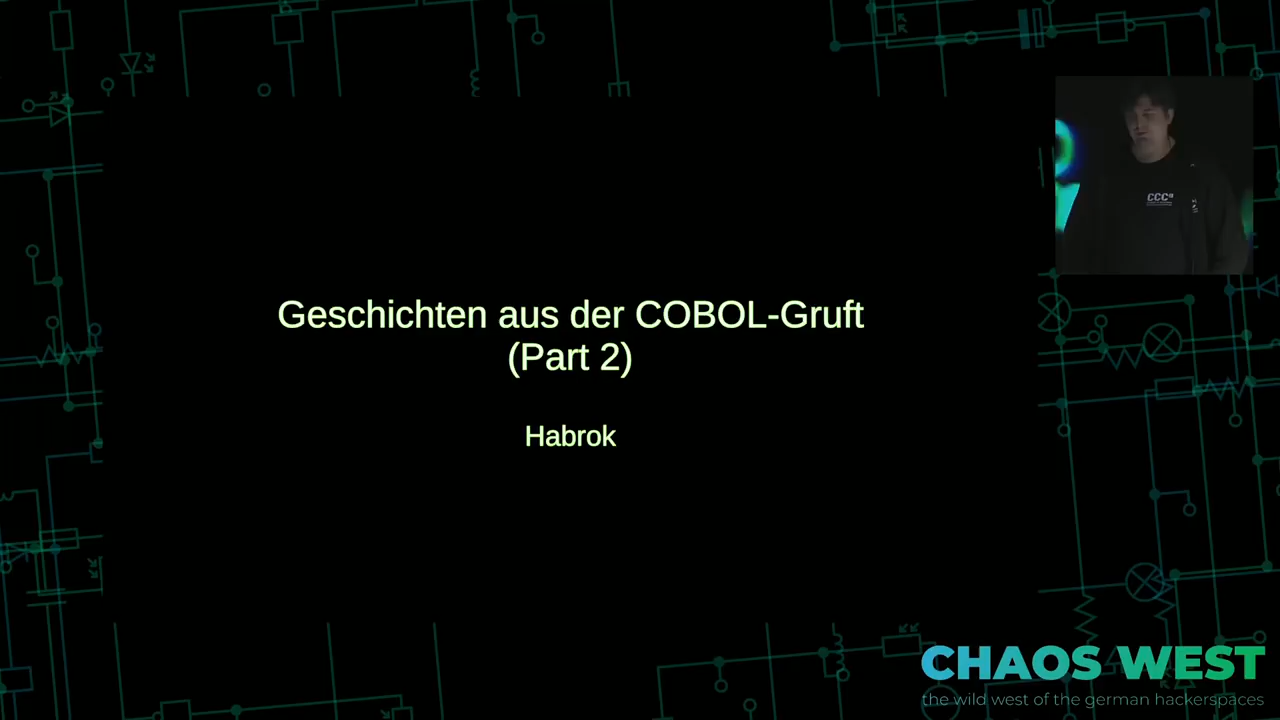 Geschichten aus der COBOL-Gruft
(Part 2)
Habrok
CHAOS WEST
the wild west of the german hackerspaces